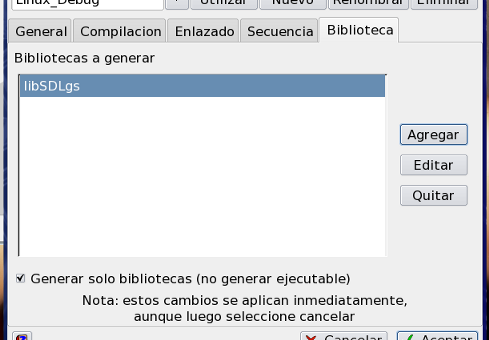 Linux_Debug Utilizar Nuevo Renombrar Eliminar
General Compilacion Enlazado Secuencia Biblioteca
Bibliotecas a generar
libSDLgs
Agregar
Editar
Quitar
Generar solo bibliotecas (no generar ejecutable)
Nota: estos cambios se aplican inmediatamente,
aunque luego seleccione cancelar
Cancelar Aceptar